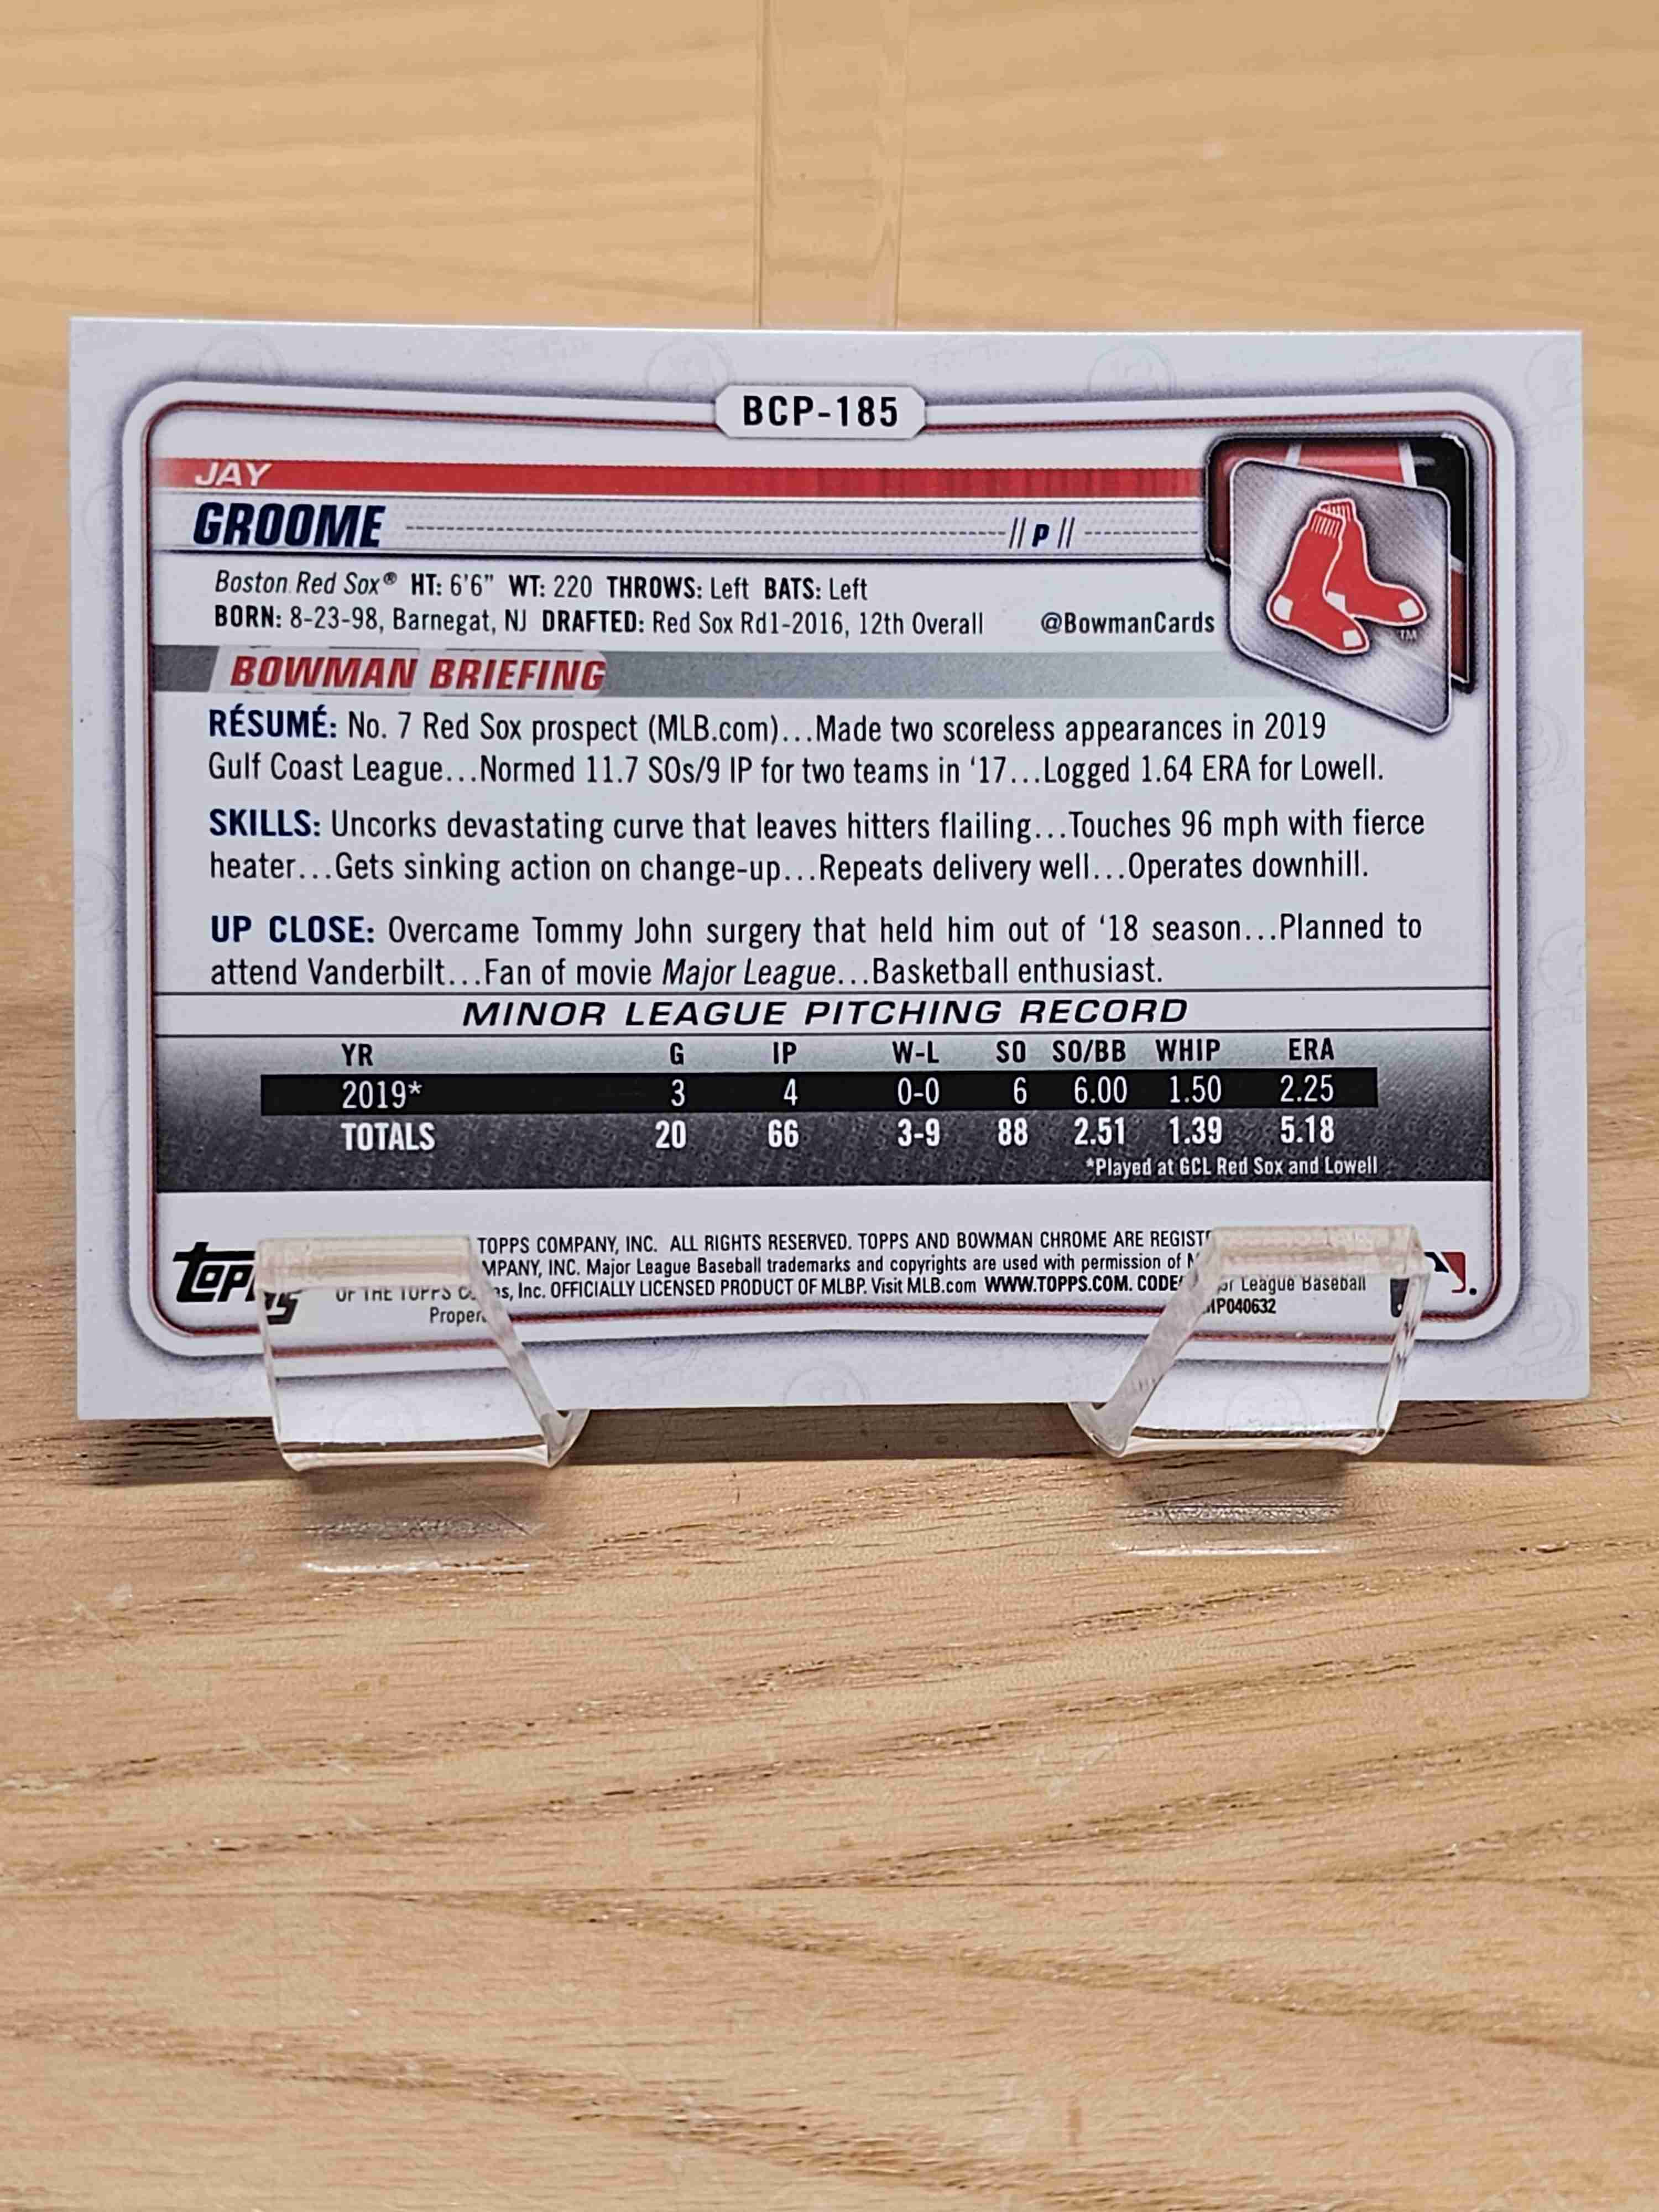 BCP-185
JAY
GROOME
P
Boston Red Sox® HT: 6'6" WT: 220 THROWS: Left BATS: Left
BORN: 8-23-98, Barnegat, NJ DRAFTED: Red Sox Rd1-2016, 12th Overall @BowmanCards
TM
BOWMAN BRIEFING
RÉSUMÉ: No. 7 Red Sox prospect (MLB.com)...Made two scoreless appearances in 2019
Gulf Coast League...Normed 11.7 SOs/9 IP for two teams in '17...Logged 1.64 ERA for Lowell.
SKILLS: Uncorks devastating curve that leaves hitters flailing...Touches 96 mph with fierce
heater...Gets sinking action on change-up...Repeats delivery well...Operates downhill.
UP CLOSE: Overcame Tommy John surgery that held him out of '18 season...Planned to
attend Vanderbilt...Fan of movie Major League...Basketball enthusiast.
MINOR LEAGUE PITCHING RECORD
YR G IP W-L SO SO/BB WHIP ERA
2019* 3 4 0-0 6 6.00 1.50 2.25
TOTALS 20 66 3-9 88 2.51 1.39 5.18
*Played at GCL Red Sox and Lowell
TOPPS COMPANY, INC. ALL RIGHTS RESERVED. TOPPS AND BOWMAN CHROME ARE
INC. Major League Baseball trademarks and copyrights are used with permission of
OF THE TOPPS Inc. OFFICIALLY LICENSED PRODUCT OF MLBP. Visit MLB.com WWW.TOPPS.COM. CODE League Baseball